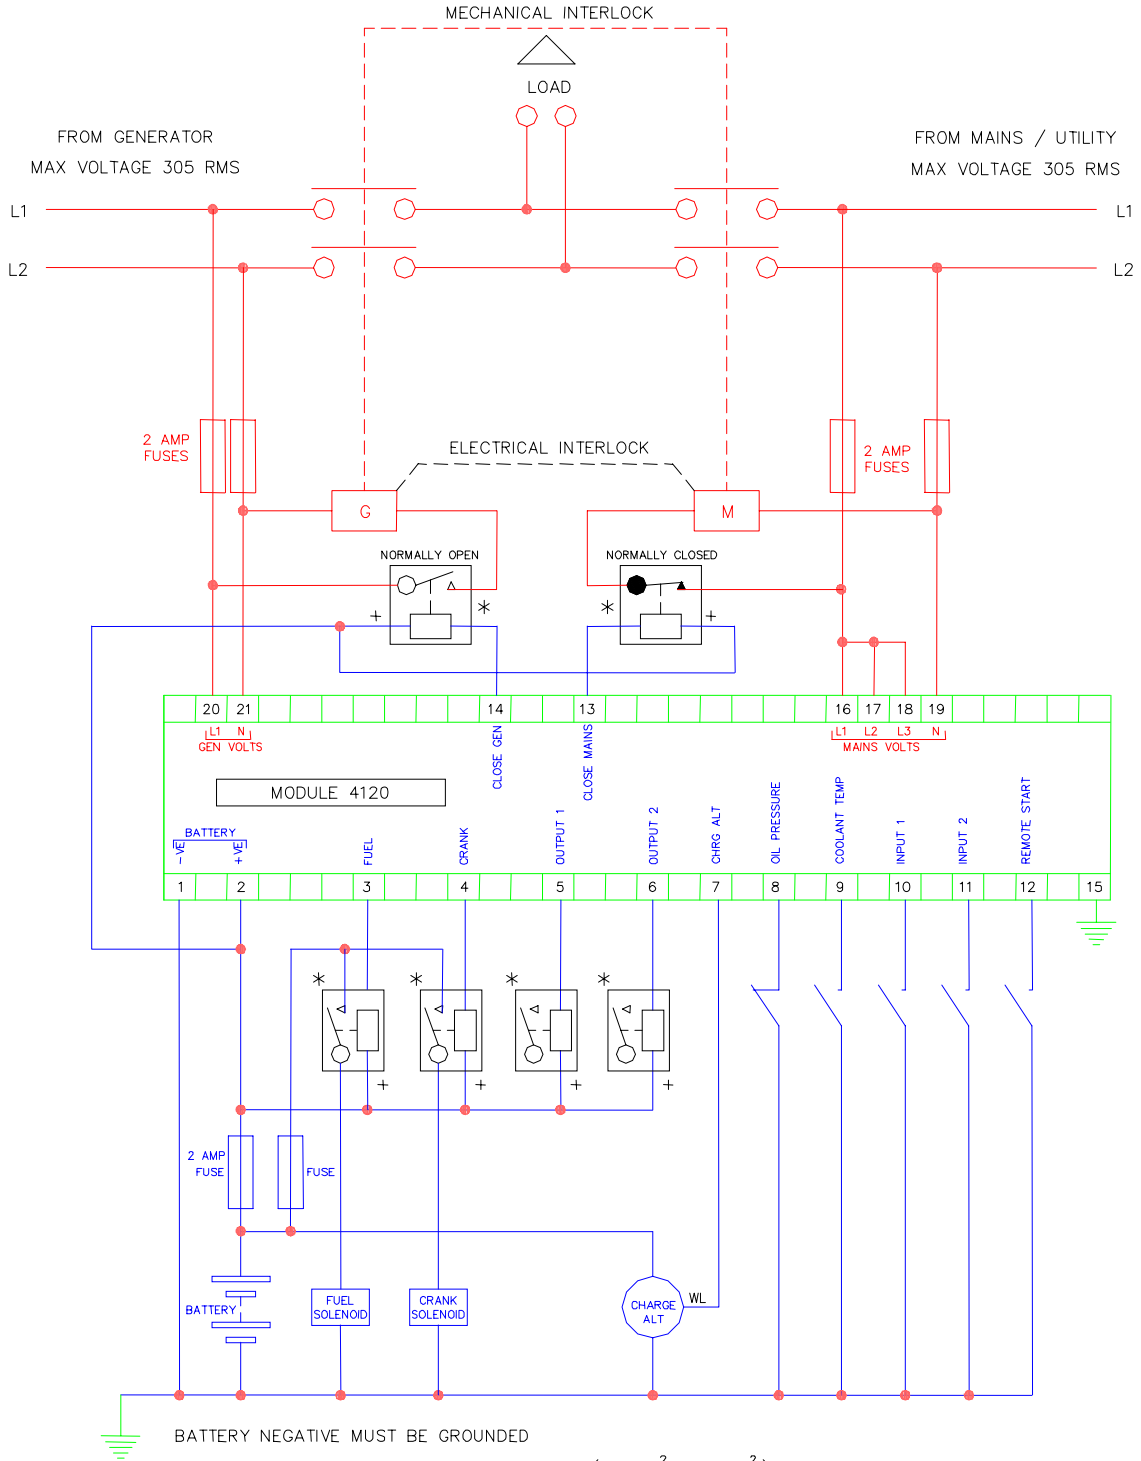 MECHANICAL INTERLOCK
LOAD
FROM GENERATOR
MAX VOLTAGE 305 RMS
FROM MAINS / UTILITY
MAX VOLTAGE 305 RMS
L1
L1
L2
L2
2 AMP
FUSES
ELECTRICAL INTERLOCK
2 AMP
FUSES
G
M
NORMALLY OPEN
NORMALLY CLOSED
+
*
*
+
20
21
14
13
16
17
18
19
L1
N
GEN VOLTS
CLOSE GEN
CLOSE MAINS
L1
L2
L3
N
MAINS VOLTS
MODULE 4120
BATTERY
-VE
+VE
FUEL
CRANK
OUTPUT 1
OUTPUT 2
CHRG ALT
OIL PRESSURE
COOLANT TEMP
INPUT 1
INPUT 2
REMOTE START
1
2
3
4
5
6
7
8
9
10
11
12
15
*
*
*
*
+
+
+
+
2 AMP
FUSE
FUSE
BATTERY
FUEL
SOLENOID
CRANK
SOLENOID
CHARGE
ALT
WL
BATTERY NEGATIVE MUST BE GROUNDED
2
2